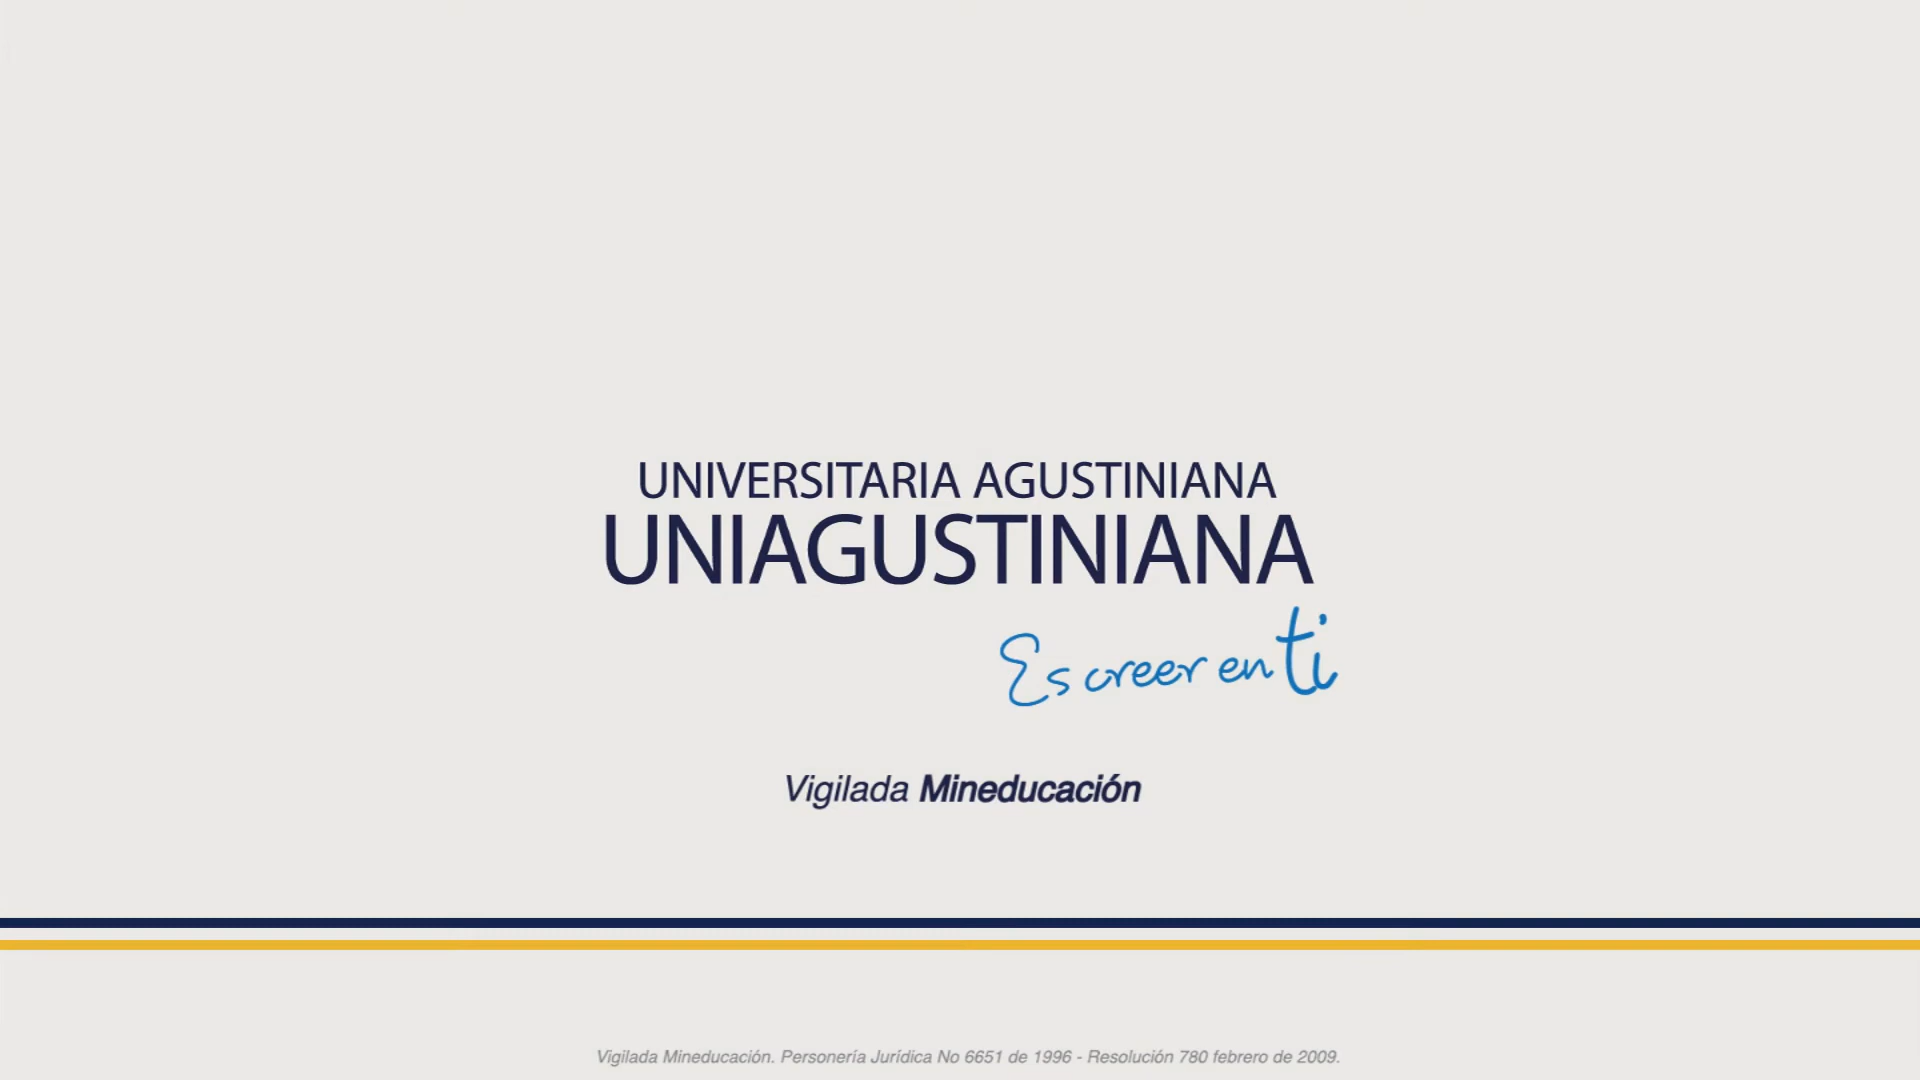 UNIVERSITARIA AGUSTINIANA
UNIAGUSTINIANA
Es creer en ti
Vigilada Mineducación
Vigilada Mineducación. Personería Jurídica No 6651 de 1996 - Resolución 780 febrero de 2009.